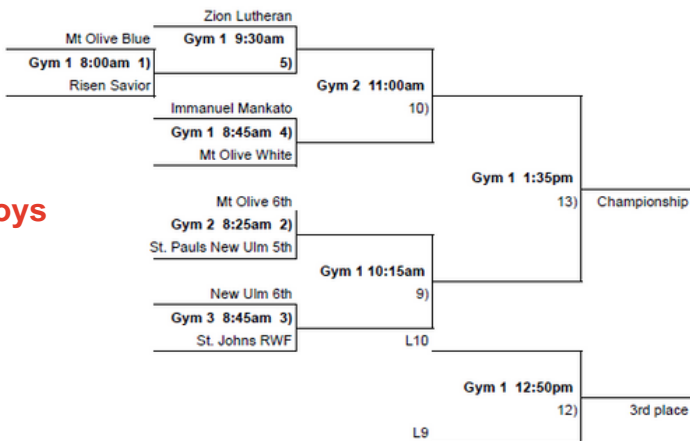 Zion Lutheran
Mt Olive Blue
Gym 1 9:30am
Gym 1 8:00am 1)
5)
Risen Savior
Gym 2 11:00am
Immanuel Mankato
10)
Gym 1 8:45am 4)
Mt Olive White
Gym 1 1:35pm
Mt Olive 6th
13)
Championship
oys
Gym 2 8:25am 2)
St. Pauls New Ulm 5th
Gym 1 10:15am
New Ulm 6th
9)
Gym 3 8:45am 3)
St. Johns RWF
L10
Gym 1 12:50pm
12)
3rd place
L9